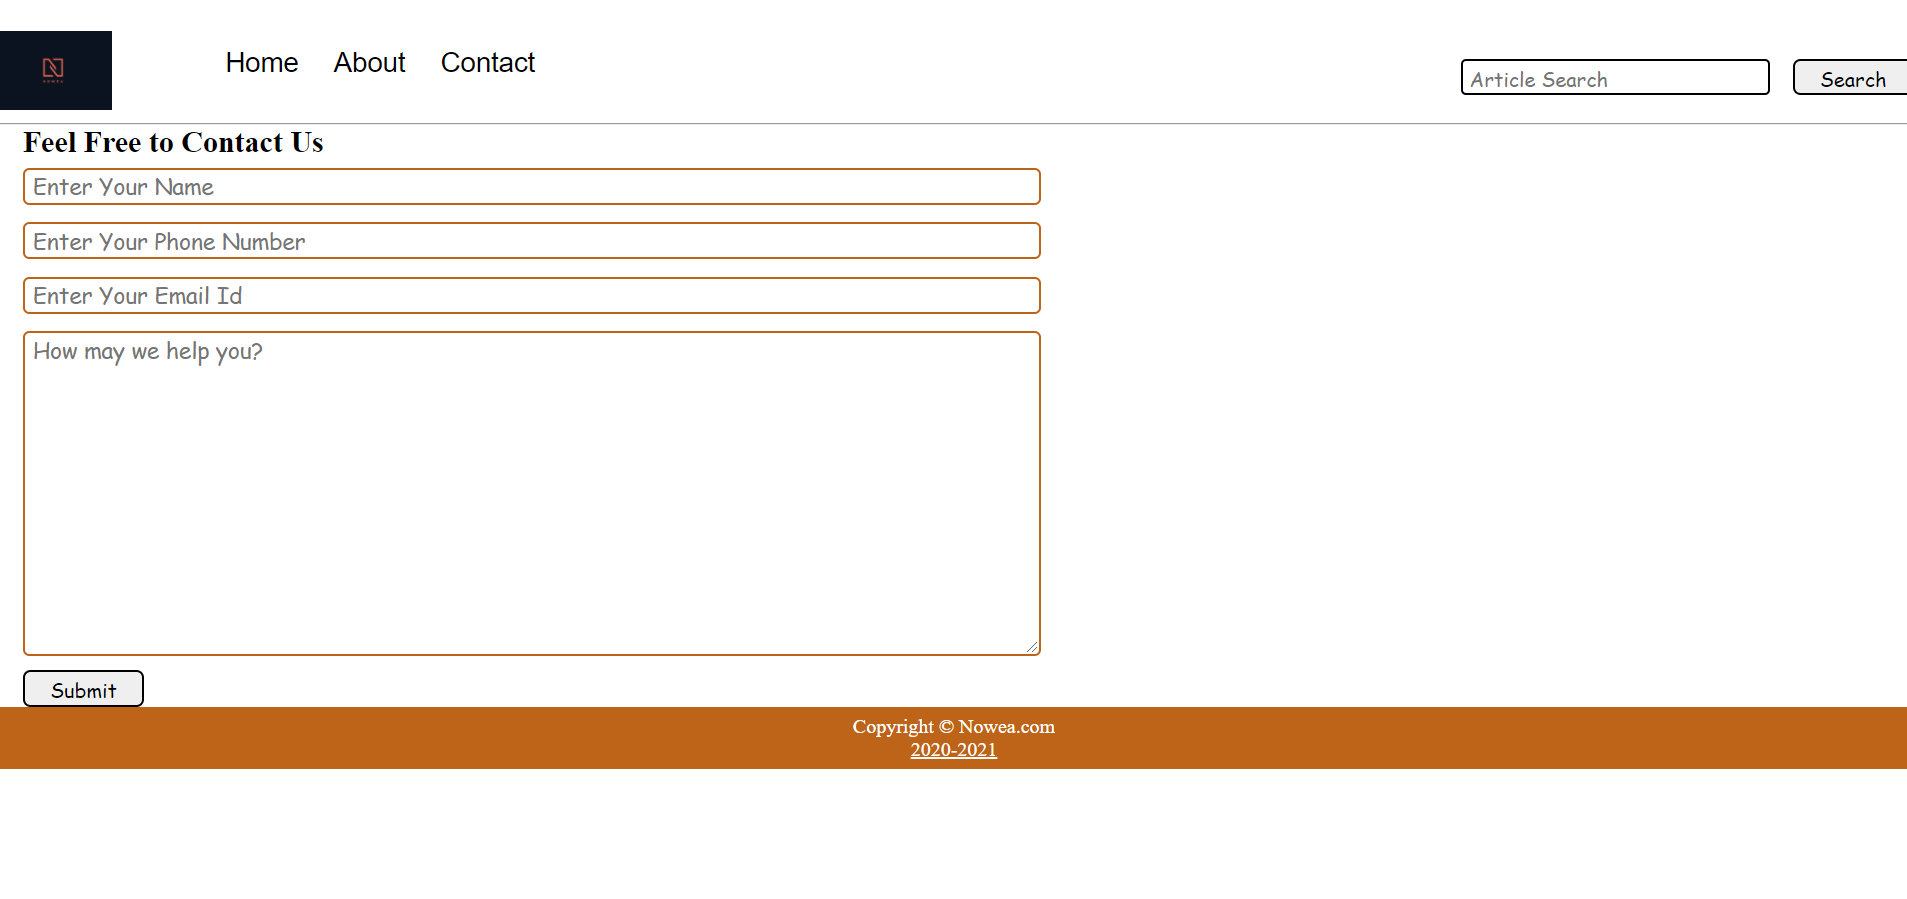 Home About Contact
Article Search Search
Feel Free to Contact Us
Enter Your Name
Enter Your Phone Number
Enter Your Email Id
How may we help you?
Submit
Copyright © Nowea.com
2020-2021